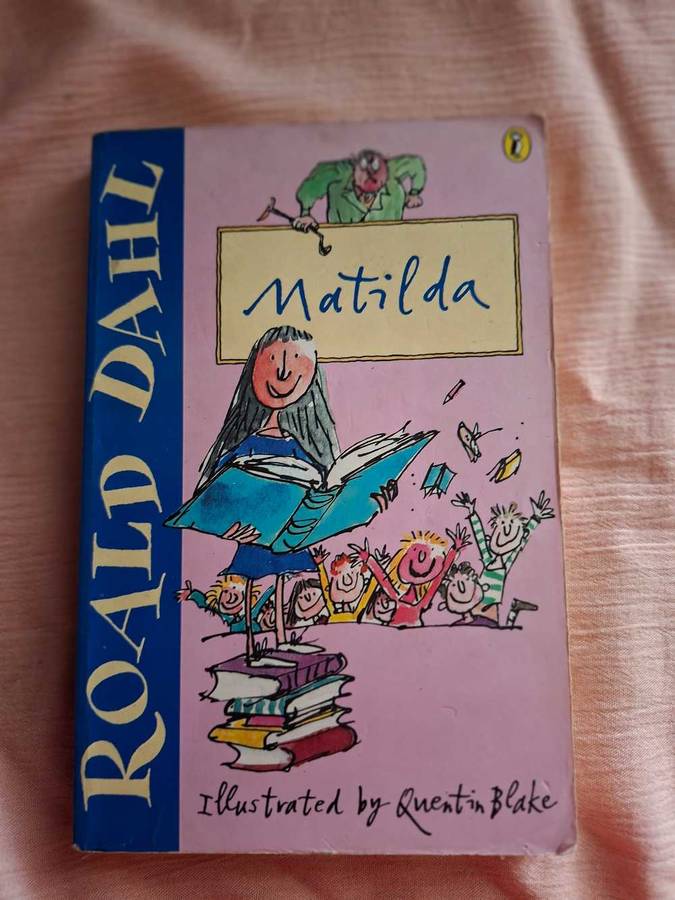 ROALD DAHL
Matilda
Illustrated by Quentin Blake